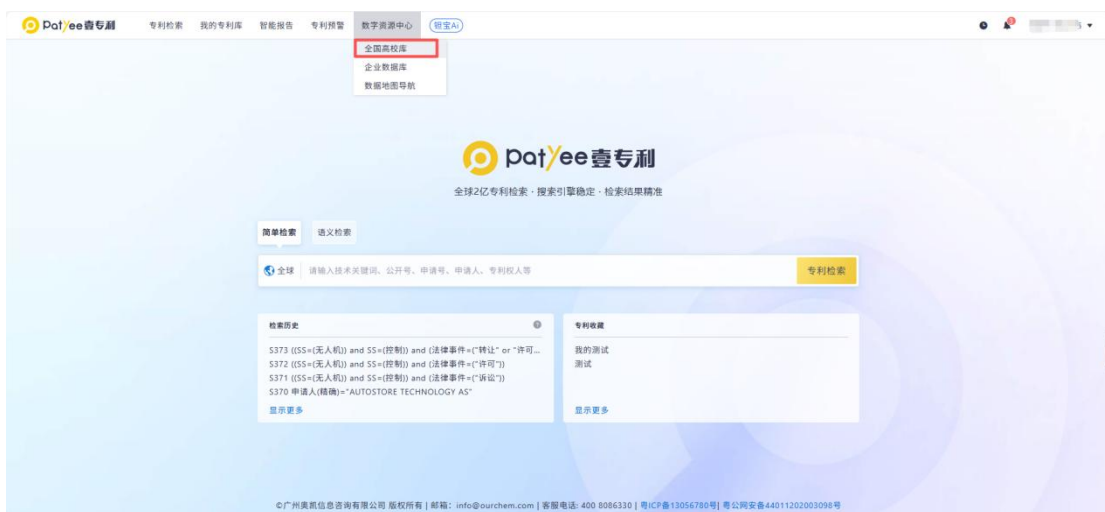 Patyee壹专利 专利检索 我的专利库 智能报告 专利预警 数字资源中心
3
全国高校库
企业数据库
数据地图导航
Patyee壹专利
全球2亿专利检索 · 搜索引擎稳定 · 检索结果精准
简单检索 语义检索
全球 请输入技术关键词、公开号、申请号、申请人、专利权人等 专利检索
检索历史
S373 ((SS=(无人机)) and SS=(控制)) and (法律事件=("转让" or "许可...
S372 ((SS=(无人机)) and SS=(控制)) and (法律事件=("许可"))
S371 ((SS=(无人机)) and SS=(控制)) and (法律事件=("诉讼"))
S370 申请人(精确)="AUTOSTORE TECHNOLOGY AS"
显示更多
专利收藏
我的测试
测试
显示更多
©广州奥凯信息咨询有限公司 版权所有 | 邮箱: info@ourchem.com | 客服电话: 400 8086330 | 粤ICP备13056780号| 粤公网安备44011202003098号